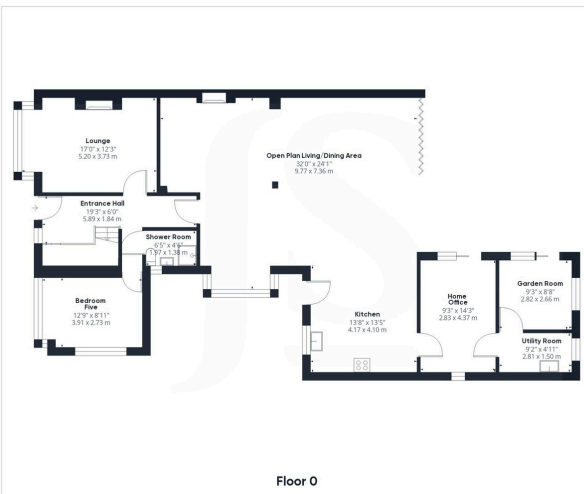 Lounge
17'0" x 12'3"
5.20 x 3.73 m
Open Plan Living/Dining Area
32'0" x 24'1"
9.77 x 7.36 m
Entrance Hall
19'3" x 6'0"
5.89 x 1.84 m
Shower Room
6'5" x 4'6"
1.97 x 1.38 m
Bedroom
Five
12'9" x 8'11"
3.91 x 2.73 m
Kitchen
13'8" x 13'5"
4.17 x 4.10 m
Home
Office
9'3" x 14'3"
2.83 x 4.37 m
Garden Room
9'3" x 8'8"
2.82 x 2.66 m
Utility Room
9'2" x 4'11"
2.81 x 1.50 m
Floor 0